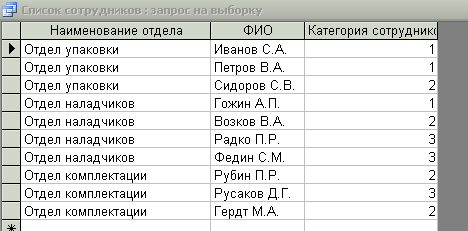 Список сотрудников : запрос на выборку
Наименование отдела ФИО Категория сотруднико
Отдел упаковки Иванов С.А. 1
Отдел упаковки Петров В.А. 1
Отдел упаковки Сидоров С.В. 2
Отдел наладчиков Гожин А.П. 1
Отдел наладчиков Возков В.А. 2
Отдел наладчиков Радко П.Р. 3
Отдел наладчиков Федин С.М. 3
Отдел комплектации Рубин П.Р. 2
Отдел комплектации Русаков Д.Г. 3
Отдел комплектации Гердт М.А. 2